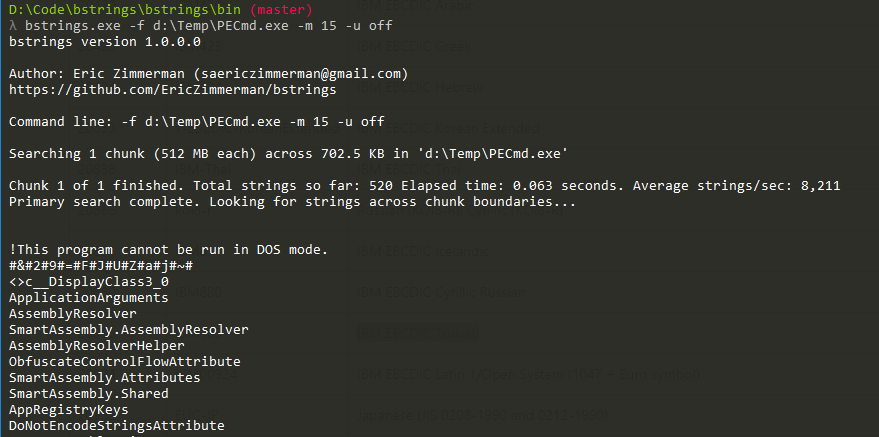 D:\Code\bstrings\bstrings\bin (master)
λ bstrings.exe -f d:\Temp\PECmd.exe -m 15 -u off
bstrings version 1.0.0.0
Author: Eric Zimmerman (saericzimmerman@gmail.com)
https://github.com/EricZimmerman/bstrings
Command line: -f d:\Temp\PECmd.exe -m 15 -u off
Searching 1 chunk (512 MB each) across 702.5 KB in 'd:\Temp\PECmd.exe'
Chunk 1 of 1 finished. Total strings so far: 520 Elapsed time: 0.063 seconds. Average strings/sec: 8,211
Primary search complete. Looking for strings across chunk boundaries...
!This program cannot be run in DOS mode.
#&#2#9#=#F#J#U#Z#a#j#~#
<>c__DisplayClass3_0
ApplicationArguments
AssemblyResolver
SmartAssembly.AssemblyResolver
AssemblyResolverHelper
ObfuscateControlFlowAttribute
SmartAssembly.Attributes
SmartAssembly.Shared
AppRegistryKeys
DoNotEncodeStringsAttribute